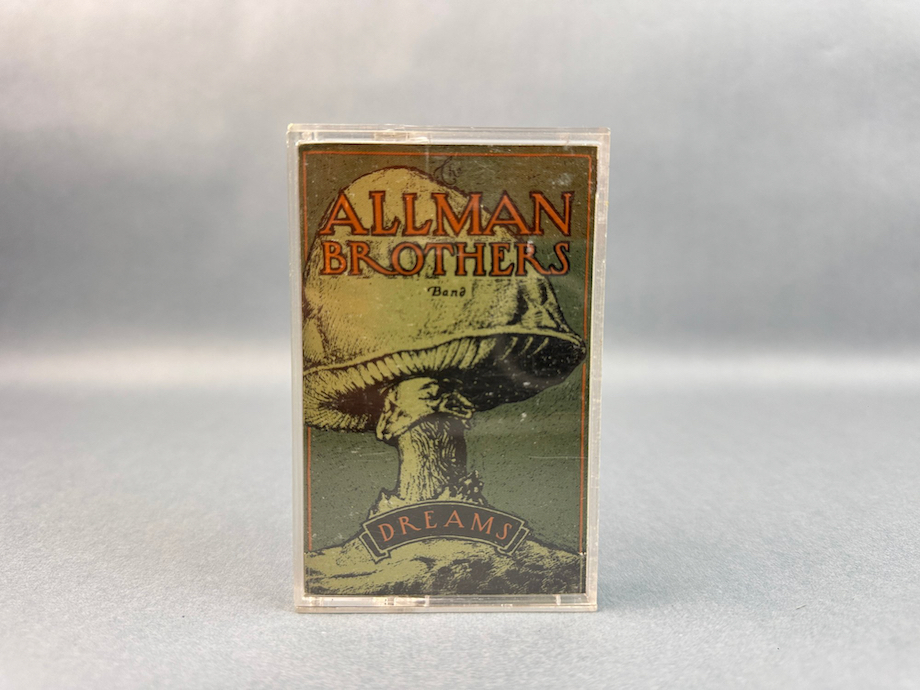 The
ALLMAN
BROTHERS
Band
DREAMS